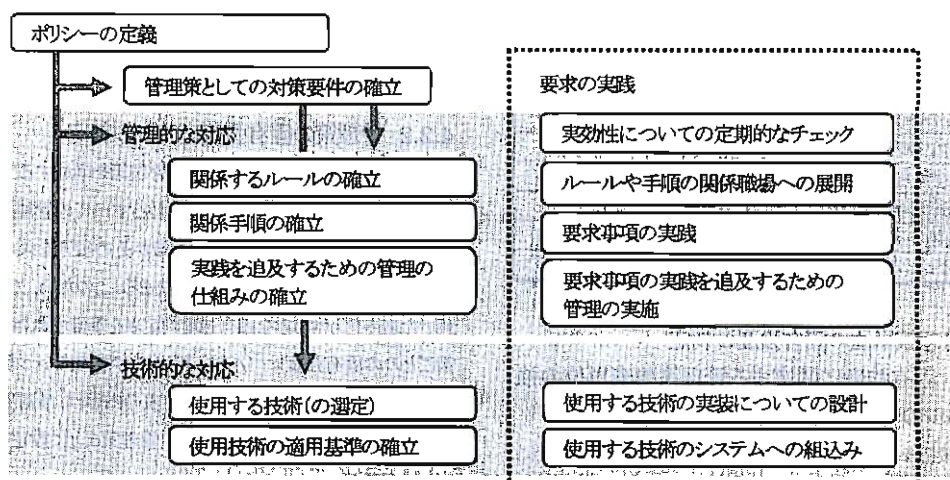 ポリシーの定義
管理策としての対策要件の確立
管理的な対応
関係するルールの確立
関係手順の確立
実践を追及するための管理の
仕組みの確立
技術的な対応
使用する技術(の選定)
使用技術の適用基準の確立
要求の実践
実効性についての定期的なチェック
ルールや手順の関係職場への展開
要求事項の実践
要求事項の実践を追及するための
管理の実施
使用する技術の実装についての設計
使用する技術のシステムへの組込み